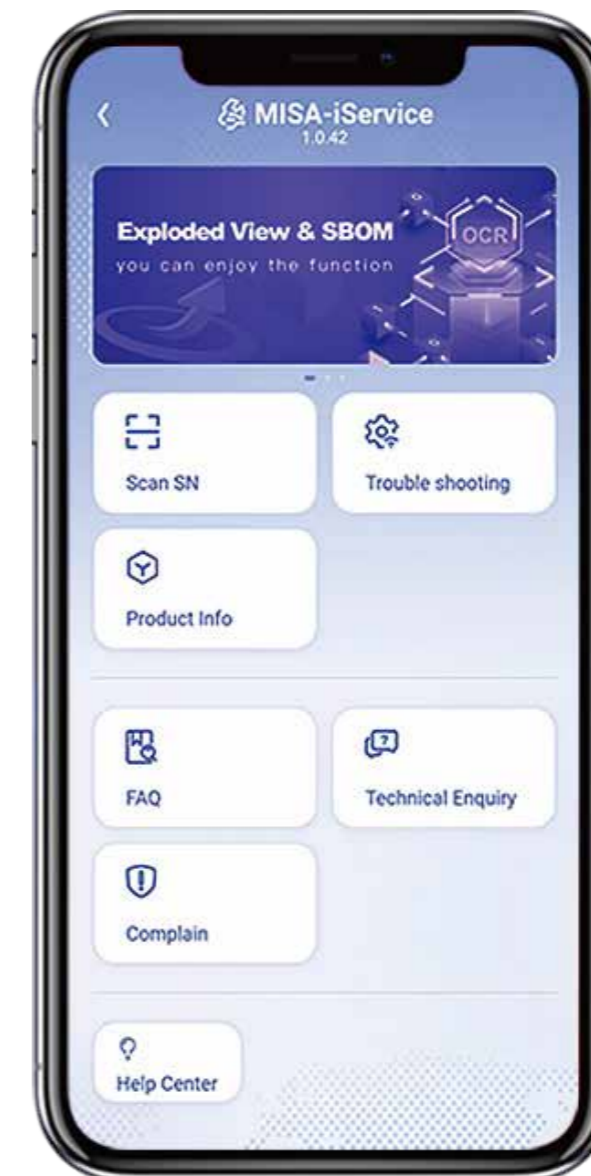 MISA-iService
1.0.42
Exploded View & SBOM
you can enjoy the function
OCR
Scan SN
Trouble shooting
Product Info
FAQ
Technical Enquiry
Complain
Help Center